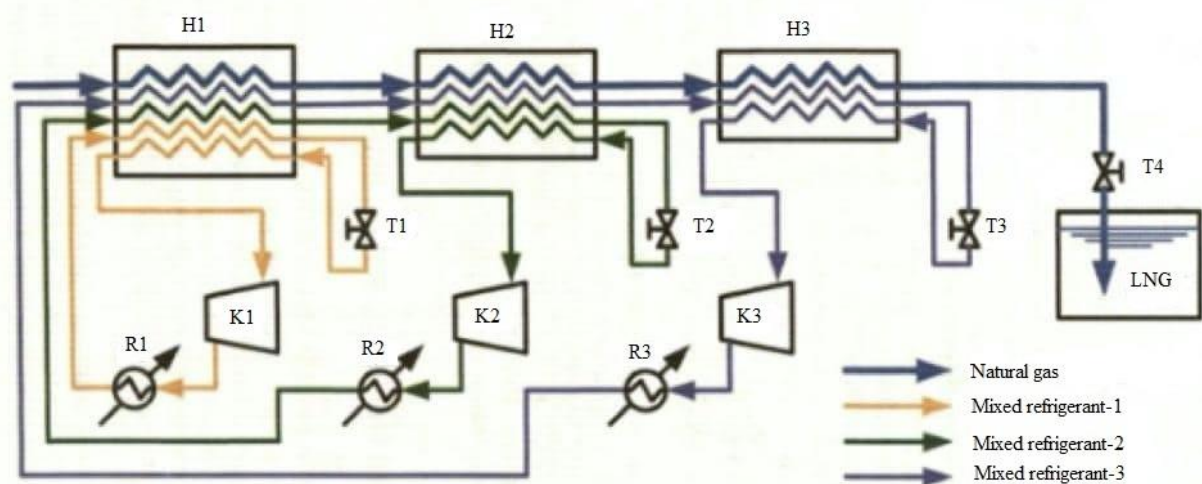 H1
H2
H3
T1
T2
T3
T4
LNG
K1
K2
K3
R1
R2
R3
Natural gas
Mixed refrigerant-1
Mixed refrigerant-2
Mixed refrigerant-3